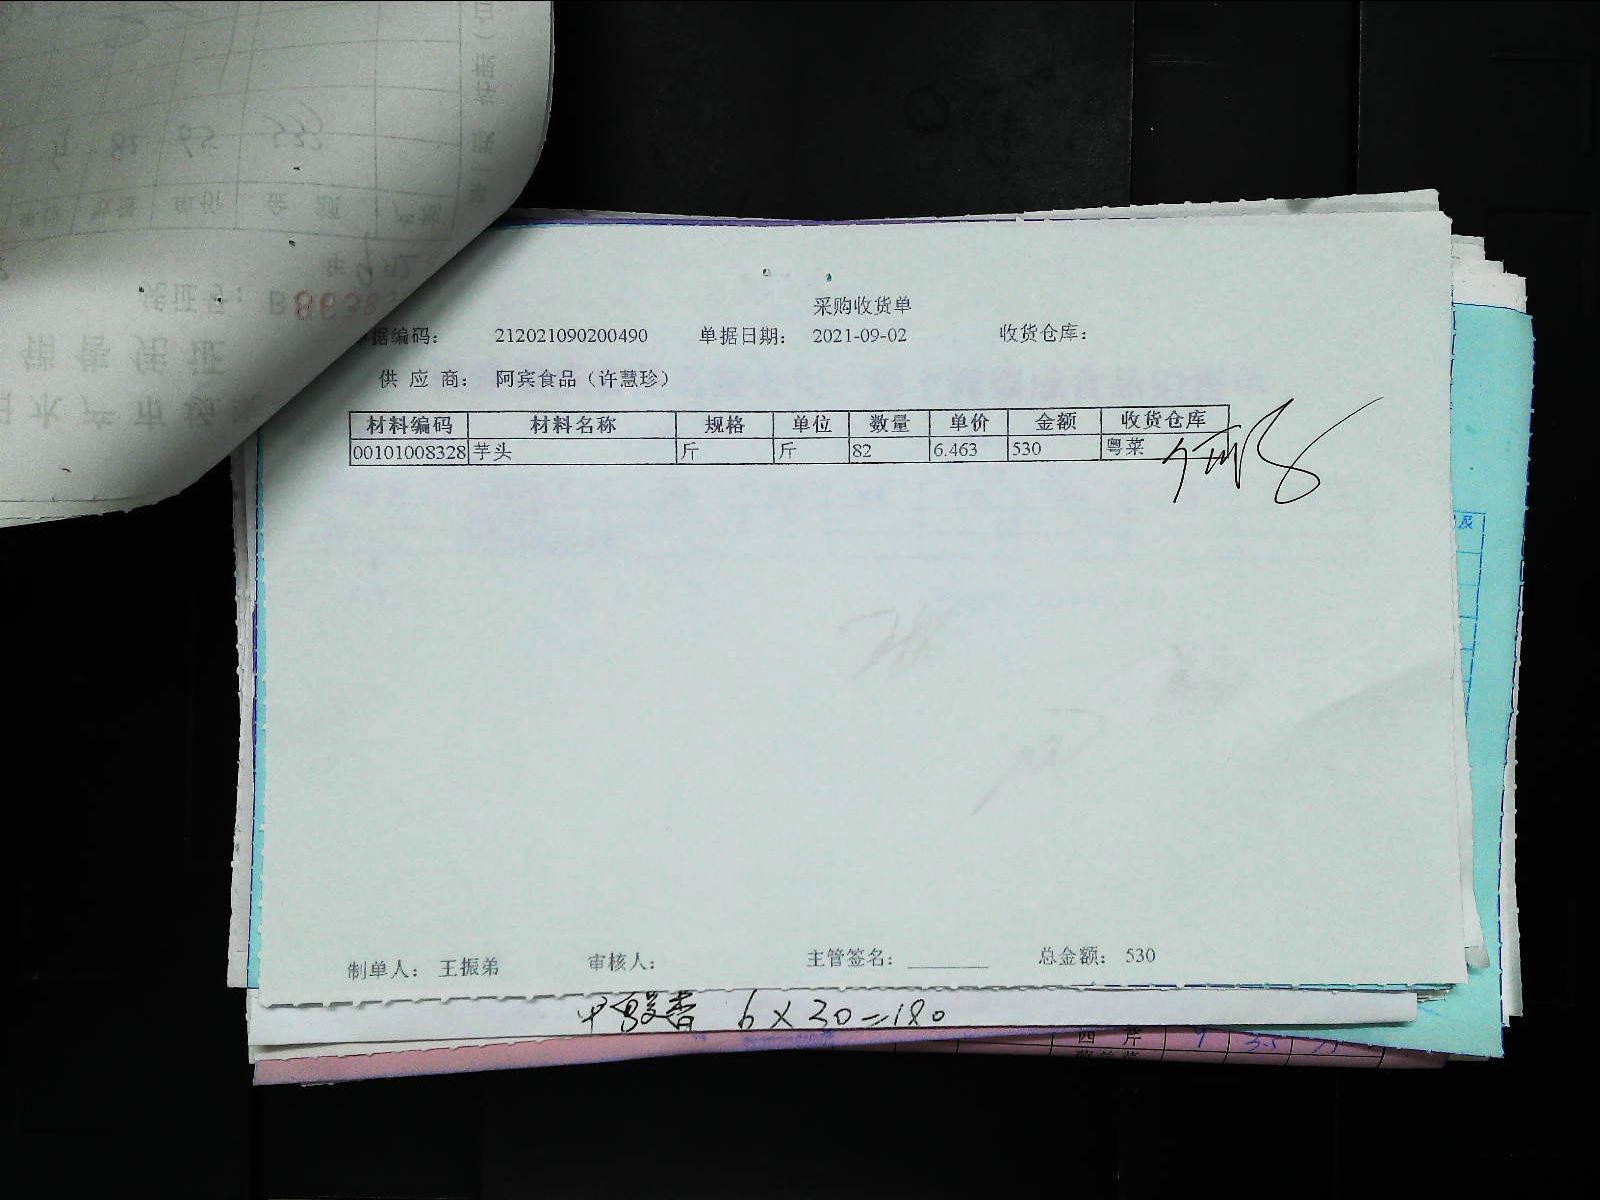 采购收货单
据编码： 212021090200490 单据日期： 2021-09-02 收货仓库：
供 应 商： 阿宾食品（许慧珍）
材料编码 材料名称 规格 单位 数量 单价 金额 收货仓库
00101008328 芋头 斤 斤 82 6.463 530 粤菜
制单人： 王振弟 审核人： 主管签名： 总金额： 530
6×30=180
西 芹